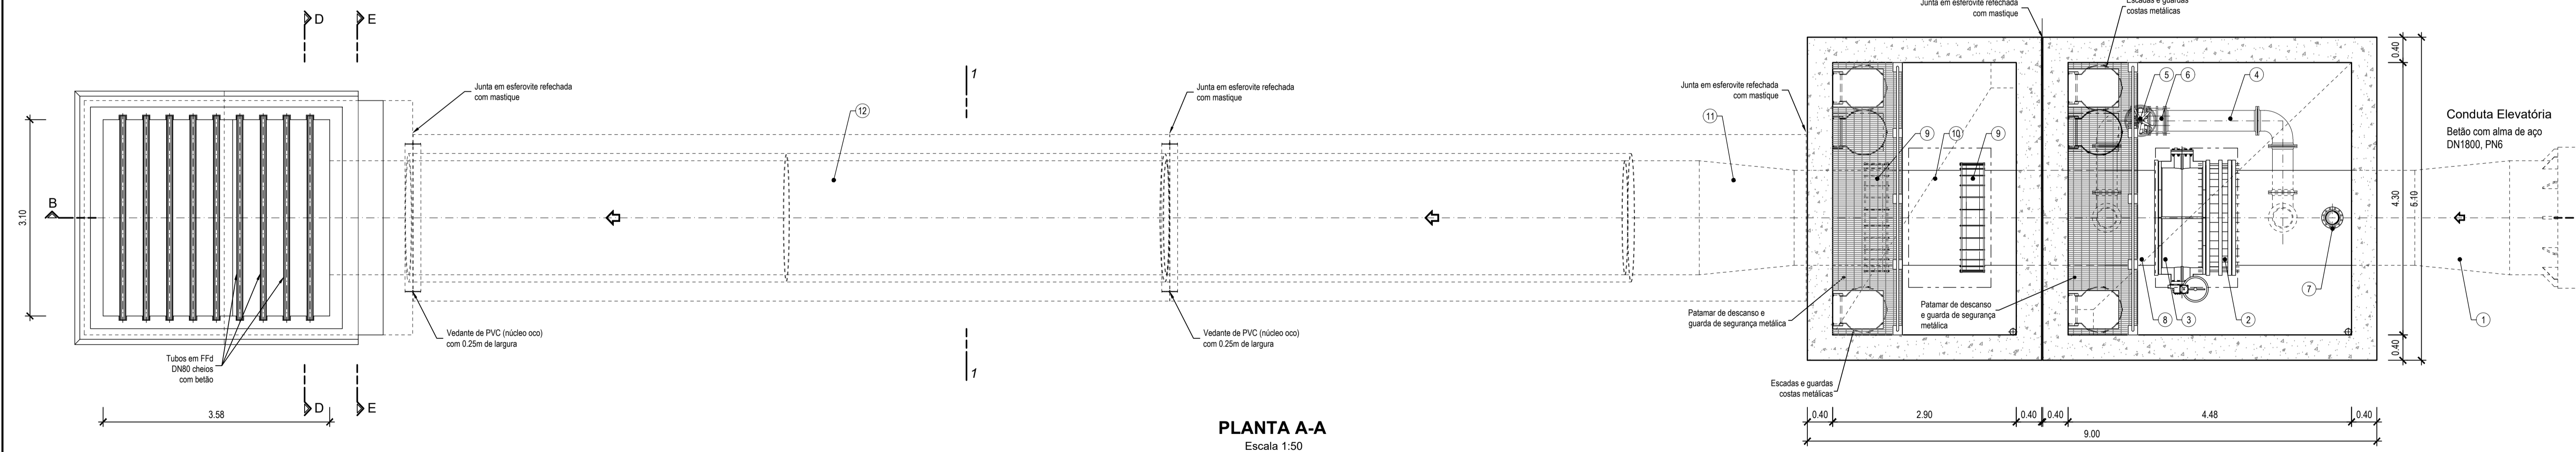 D
E
Junta em esferovite refechada
com mastique
Escadas e guardas
costas metálicas
1
Junta em esferovite refechada
com mastique
Junta em esferovite refechada
com mastique
Junta em esferovite refechada
com mastique
12
11
5
6
4
9
10
9
0.40
Conduta Elevatória
Betão com alma de aço
DN1800, PN6
3.10
B
4.30
5.10
7
8
3
2
1
Patamar de descanso
e guarda de segurança
metálica
Patamar de descanso e
guarda de segurança metálica
Vedante de PVC (núcleo oco)
com 0.25m de largura
Vedante de PVC (núcleo oco)
com 0.25m de largura
Tubos em FFd
DN80 cheios
com betão
0.40
1
Escadas e guardas
costas metálicas
D
E
3.58
0.40
2.90
0.40
0.40
4.48
0.40
9.00
PLANTA A-A
Escala 1:50